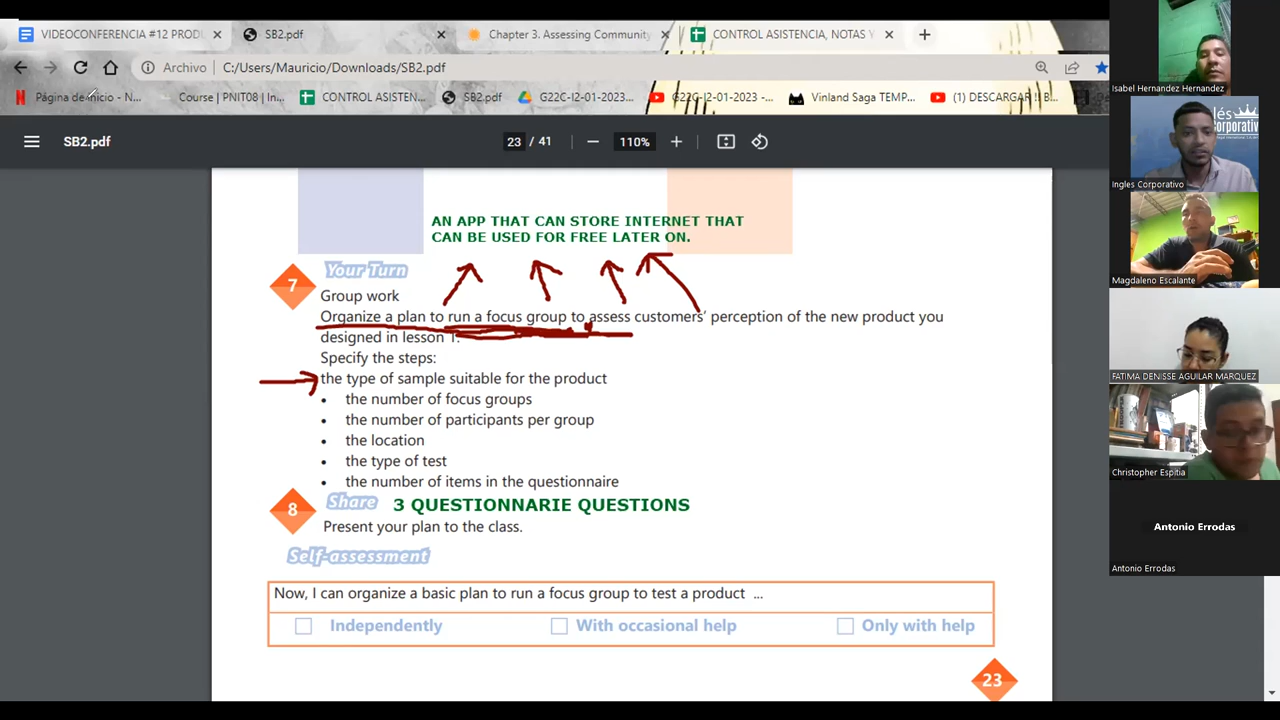 VIDEOCONFERENCIA #12 PROD
SB2.pdf
Chapter 3. Assessing Community
CONTROL ASISTENCIA, NOTAS Y
Archivo
C:/Users/Mauricio/Downloads/SB2.pdf
Página de inicio - N...
Course | PNIT08 | In...
CONTROL ASISTEN...
SB2.pdf
G22C-I2-01-2023...
G22C-I2-01-2023 -...
Vinland Saga TEMP...
(1) DESCARGAR !! B...
SB2.pdf
23 / 41
110%
AN APP THAT CAN STORE INTERNET THAT
CAN BE USED FOR FREE LATER ON.
7
Your Turn
Group work
Organize a plan to run a focus group to assess customers' perception of the new product you
designed in lesson 1.
Specify the steps:
the type of sample suitable for the product
• the number of focus groups
• the number of participants per group
• the location
• the type of test
• the number of items in the questionnaire
8
Share
3 QUESTIONNARIE QUESTIONS
Present your plan to the class.
Self-assessment
Now, I can organize a basic plan to run a focus group to test a product ...
Independently
With occasional help
Only with help
23
Isabel Hernandez Hernandez
Ingles Corporativo
Magdaleno Escalante
FATIMA DENISSE AGUILAR MARQUEZ
Christopher Espitia
Antonio Errodas
Antonio Errodas